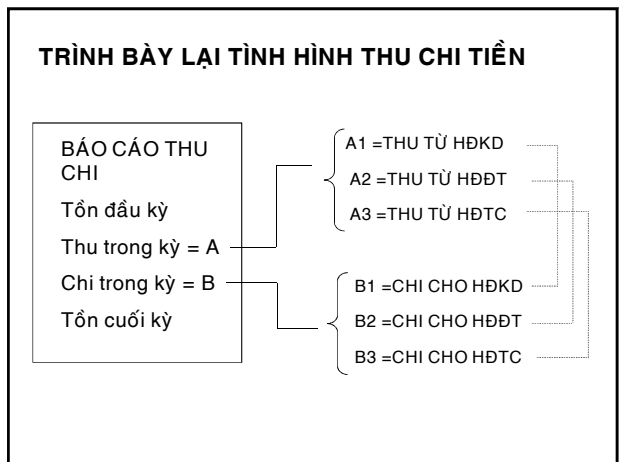 TRÌNH BÀY LẠI TÌNH HÌNH THU CHI TIỀN
BÁO CÁO THU
CHI
Tồn đầu kỳ
Thu trong kỳ = A
Chi trong kỳ = B
Tồn cuối kỳ
A1 =THU TỪ HĐKD
A2 =THU TỪ HĐĐT
A3 =THU TỪ HĐTC
B1 =CHI CHO HĐKD
B2 =CHI CHO HĐĐT
B3 =CHI CHO HĐTC